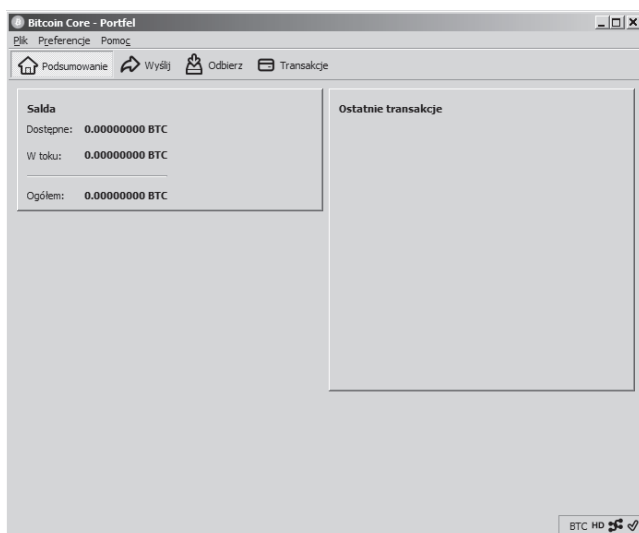 Bitcoin Core - Portfel
Plik Preferencje Pomoc
Podsumowanie Wyślij Odbierz Transakcje
Salda
Dostępne: 0.00000000 BTC
W toku: 0.00000000 BTC
Ogółem: 0.00000000 BTC
Ostatnie transakcje
BTC HD